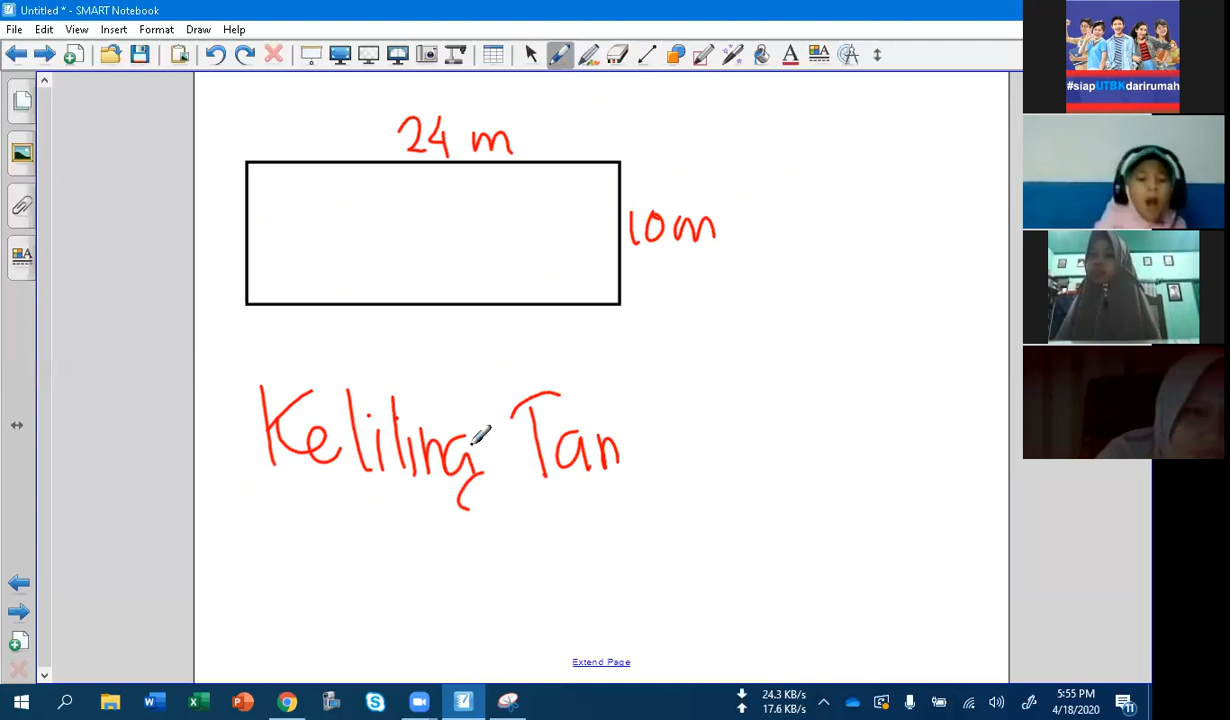 Untitled * - SMART Notebook
File Edit View Insert Format Draw Help
#siapUTBKdarirumah
24 m
10m
Keliling Tan
Extend Page
24.3 KB/s
17.6 KB/s
5:55 PM
4/18/2020